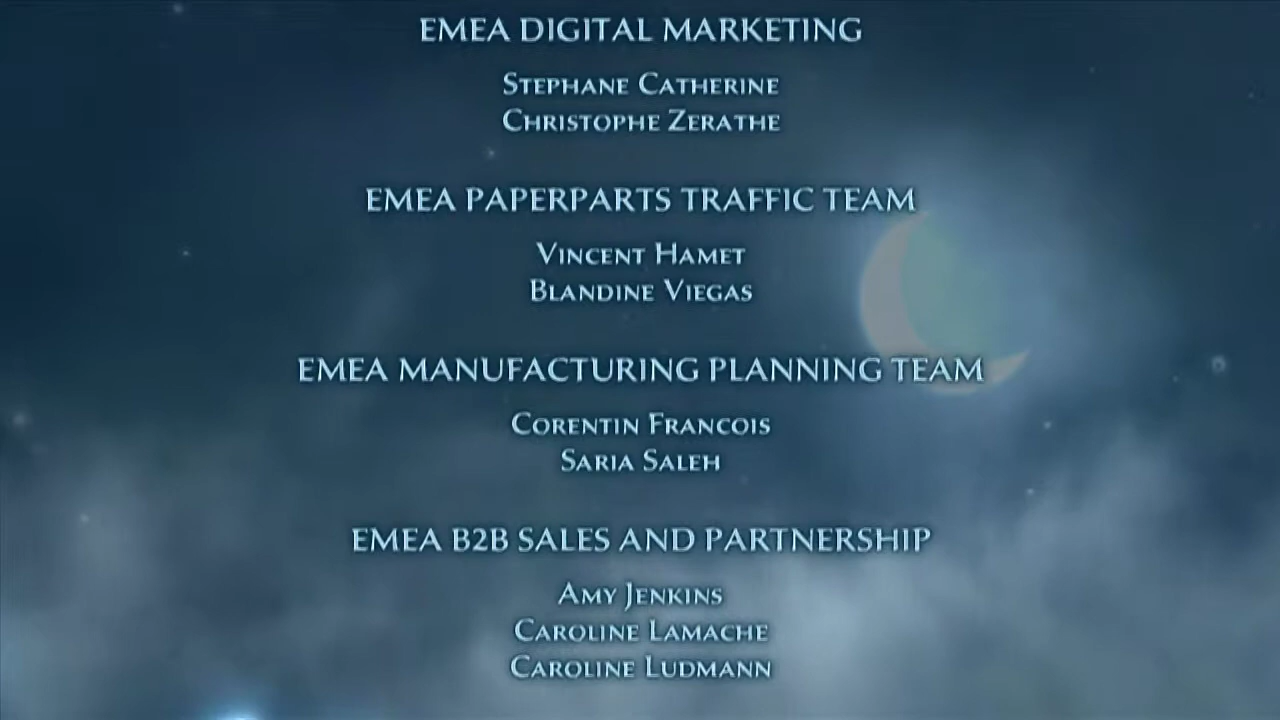 EMEA DIGITAL MARKETING
STEPHANE CATHERINE
CHRISTOPHE ZERATHE
EMEA PAPERPARTS TRAFFIC TEAM
VINCENT HAMET
BLANDINE VIEGAS
EMEA MANUFACTURING PLANNING TEAM
CORENTIN FRANCOIS
SARIA SALEH
EMEA B2B SALES AND PARTNERSHIP
AMY JENKINS
CAROLINE LAMACHE
CAROLINE LUDMANN